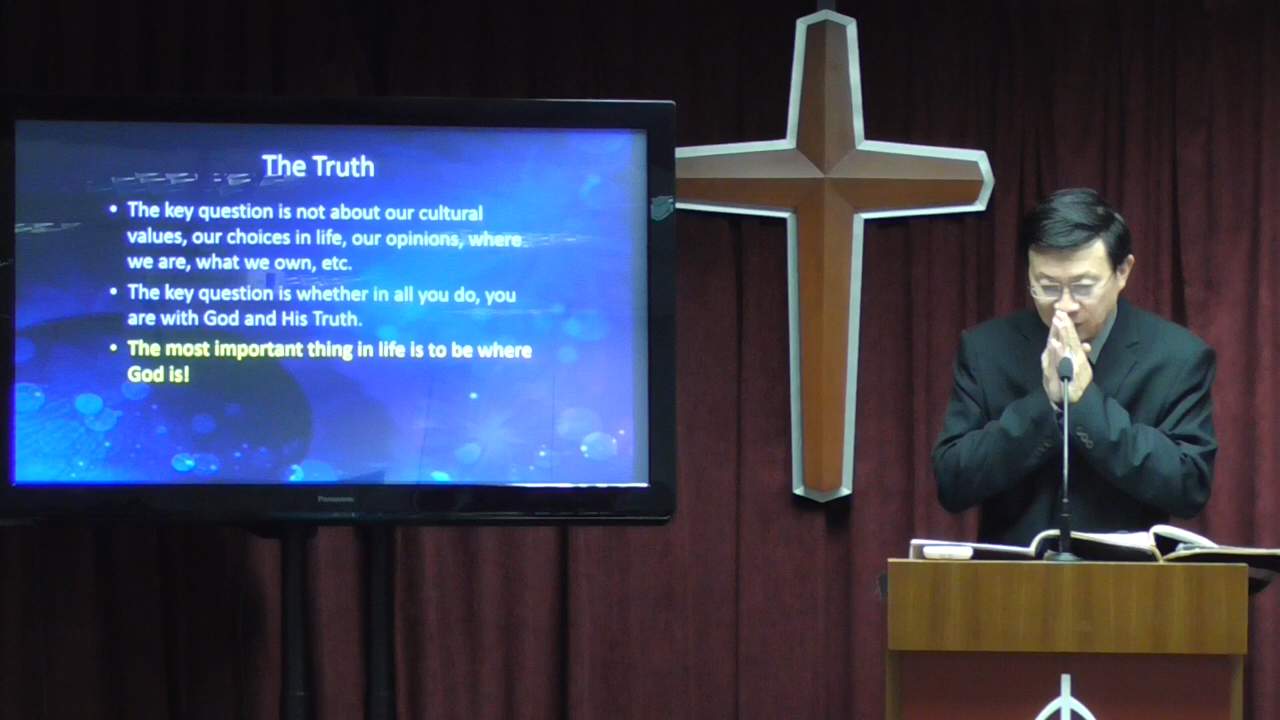 The Truth
• The key question is not about our cultural
values, our choices in life, our opinions, where
we are, what we own, etc.
• The key question is whether in all you do, you
are with God and His Truth.
• The most important thing in life is to be where
God is!
Panasonic